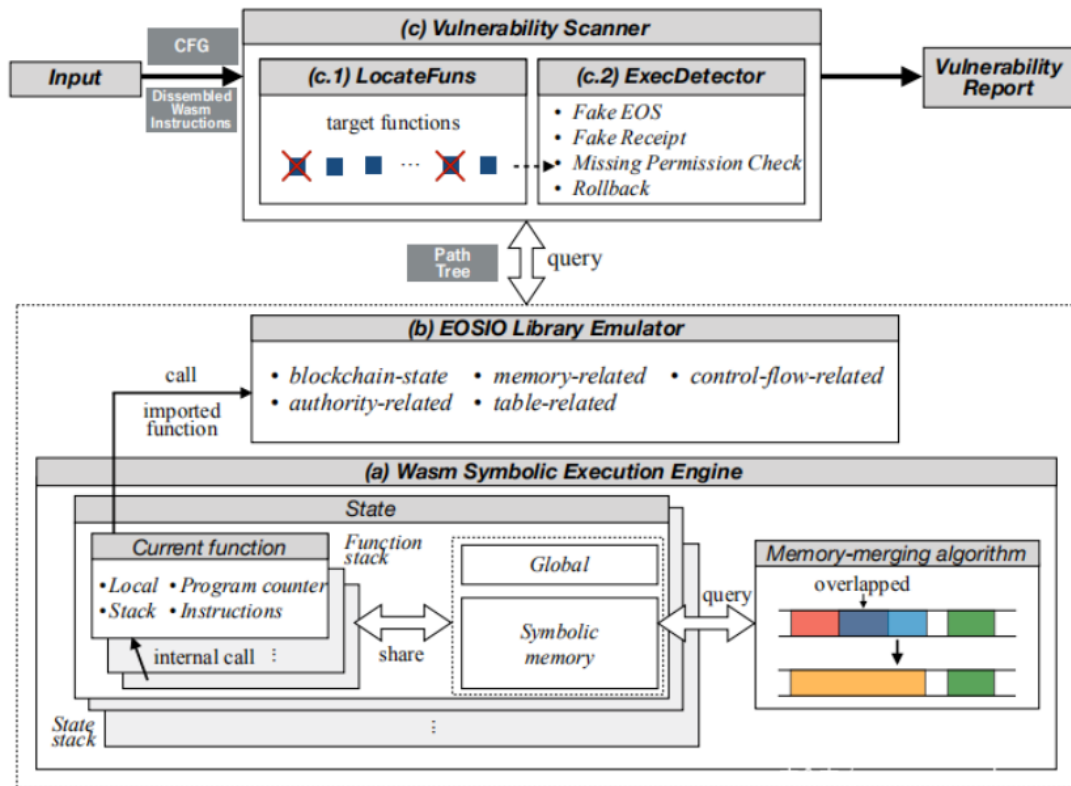 (c) Vulnerability Scanner
CFG
Input
Dissembled
Wasm
Instructions
(c.1) LocateFuns
target functions
...
(c.2) ExecDetector
• Fake EOS
• Fake Receipt
• Missing Permission Check
• Rollback
Vulnerability
Report
Path
Tree
query
(b) EOSIO Library Emulator
• blockchain-state • memory-related • control-flow-related
• authority-related • table-related
call
imported
function
(a) Wasm Symbolic Execution Engine
State
Current function
•Local •Program counter
•Stack •Instructions
internal call ⋮
Function
stack
share
Global
Symbolic
memory
query
Memory-merging algorithm
overlapped
State
stack
⋮